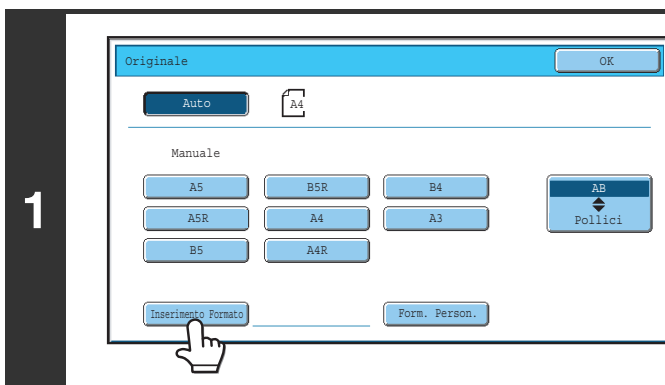 1
Originale
OK
Auto
A4
Manuale
A5
B5R
B4
AB
A5R
A4
A3
Pollici
B5
A4R
Inserimento Formato
Form. Person.